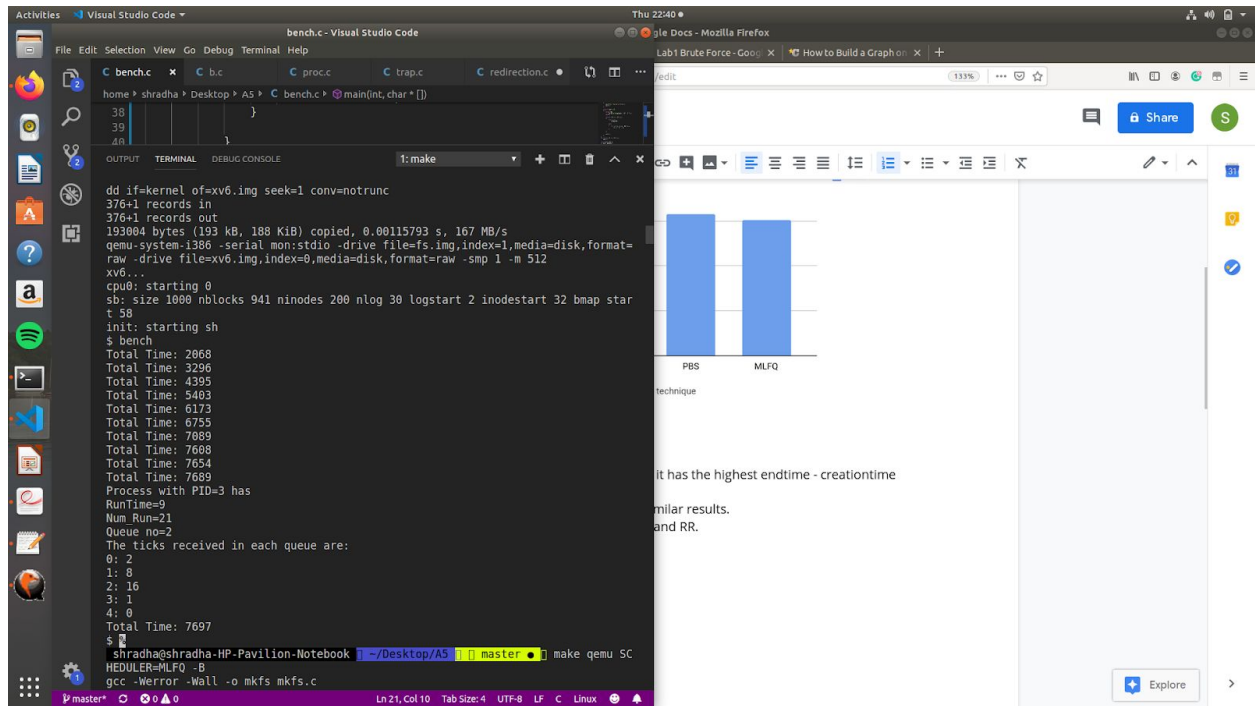 Activities
Visual Studio Code
Thu 22:40
bench.c - Visual Studio Code
gle Docs - Mozilla Firefox
File Edit Selection View Go Debug Terminal Help
Lab1 Brute Force - Goog
How to Build a Graph on
C bench.c
C b.c
C proc.c
C trap.c
C redirection.c
/edit
133%
home
shradha
Desktop
A5
C bench.c
main(int, char * [])
38 }
39
40 }
Share
S
OUTPUT TERMINAL DEBUG CONSOLE
1: make
dd if=kernel of=xv6.img seek=1 conv=notrunc
376+1 records in
376+1 records out
193004 bytes (193 kB, 188 KiB) copied, 0.00115793 s, 167 MB/s
qemu-system-i386 -serial mon:stdio -drive file=fs.img,index=1,media=disk,format=
raw -drive file=xv6.img,index=0,media=disk,format=raw -smp 1 -m 512
xv6...
cpu0: starting 0
sb: size 1000 nblocks 941 ninodes 200 nlog 30 logstart 2 inodestart 32 bmap star
t 58
init: starting sh
$ bench
Total Time: 2068
Total Time: 3296
Total Time: 4395
Total Time: 5403
Total Time: 6173
Total Time: 6755
Total Time: 7089
Total Time: 7608
Total Time: 7654
Total Time: 7689
Process with PID=3 has
RunTime=9
Num_Run=21
Queue no=2
The ticks received in each queue are:
0: 2
1: 8
2: 16
3: 1
4: 0
Total Time: 7697
$ %
shradha@shradha-HP-Pavilion-Notebook ~/Desktop/A5 master ● make qemu SC
HEDULER=MLFQ -B
gcc -Werror -Wall -o mkfs mkfs.c
master*
0
0
Ln 21, Col 10
Tab Size: 4
UTF-8
LF
C
Linux
PBS
MLFQ
technique
it has the highest endtime - creationtime
milar results.
and RR.
31
Explore